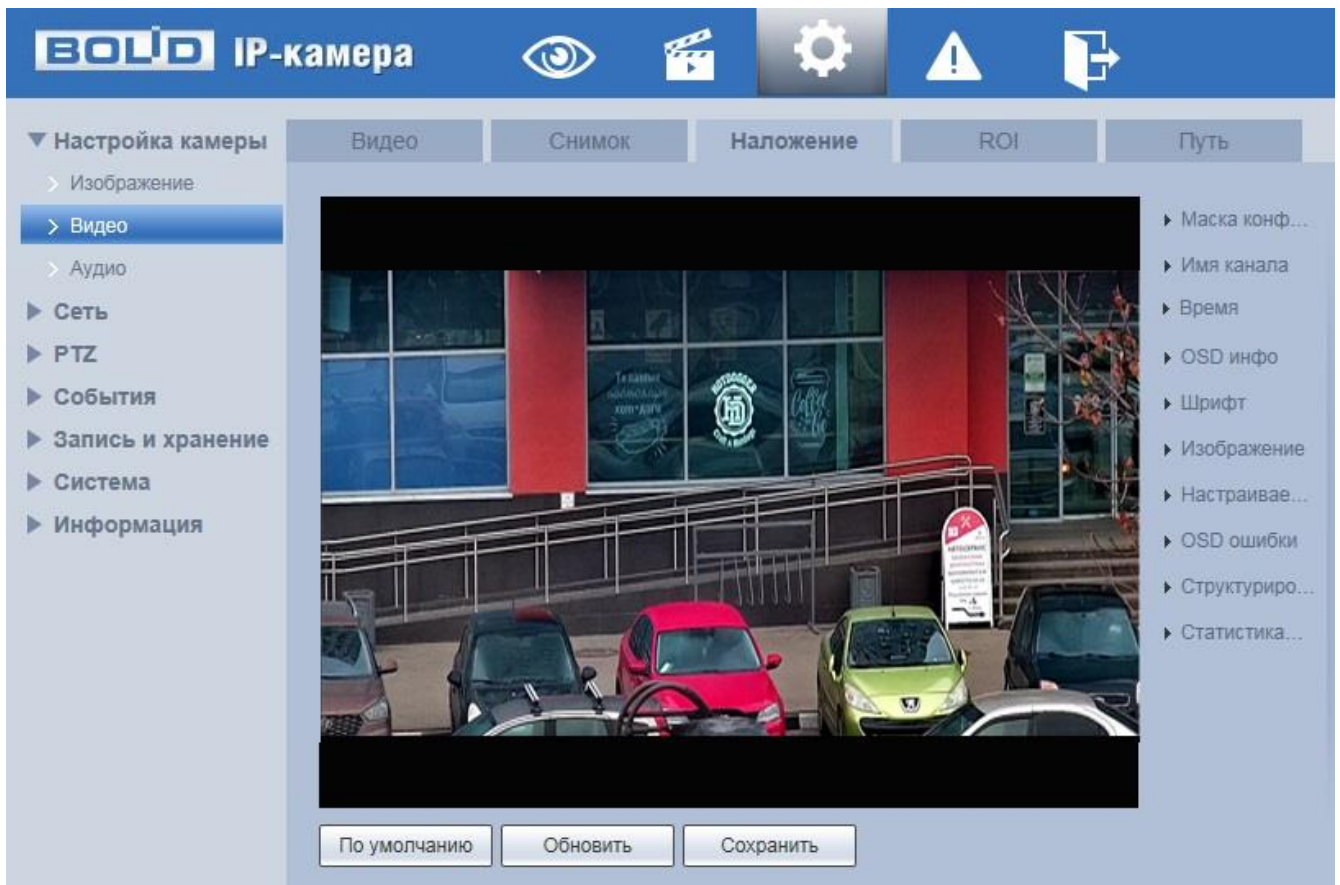 BOLID IP-камера
Настройка камеры
Изображение
Видео
Аудио
Сеть
PTZ
События
Запись и хранение
Система
Информация
Видео Снимок Наложение ROI Путь
Маска конф...
Имя канала
Время
OSD инфо
Шрифт
Изображение
Настраивае...
OSD ошибки
Структуриро...
Статистика...
HD
АВТОСЕРВИС
По умолчанию Обновить Сохранить